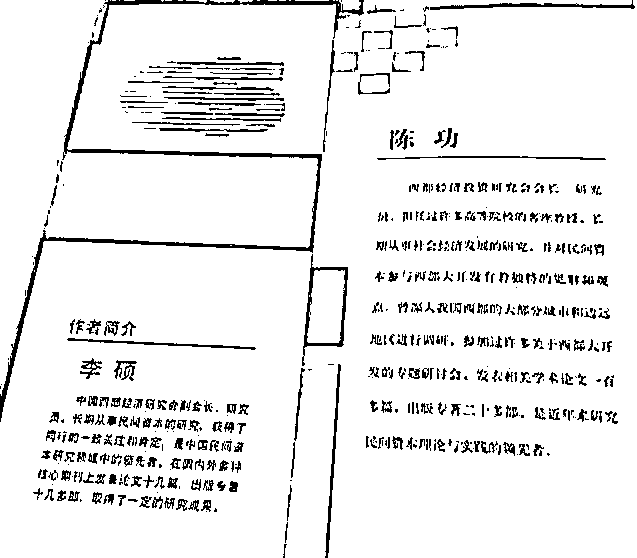 作者简介
李 硕
中国西部经济研究会副会长、研究
员。长期从事民间资本的研究，获得了
同行的一致关注和肯定，是中国民间资
本研究领域中的领先者。在国内外多种
核心期刊上发表论文十几篇，出版专著
十几多部，取得了一定的研究成果。
陈 功
西部经济投资研究会会长 研究
员，担任过许多高等院校的客座教授。长
期从事社会经济发展的研究，并对民间资
本参与西部大开发有着独特的见解和观
点，曾深入我国西部的大部分城市和边远
地区进行调研，参加过许多关于西部大开
发的专题研讨会。发表相关学术论文一百
多篇，出版专著二十多部。是近年来研究
民间资本理论与实践的领先者。